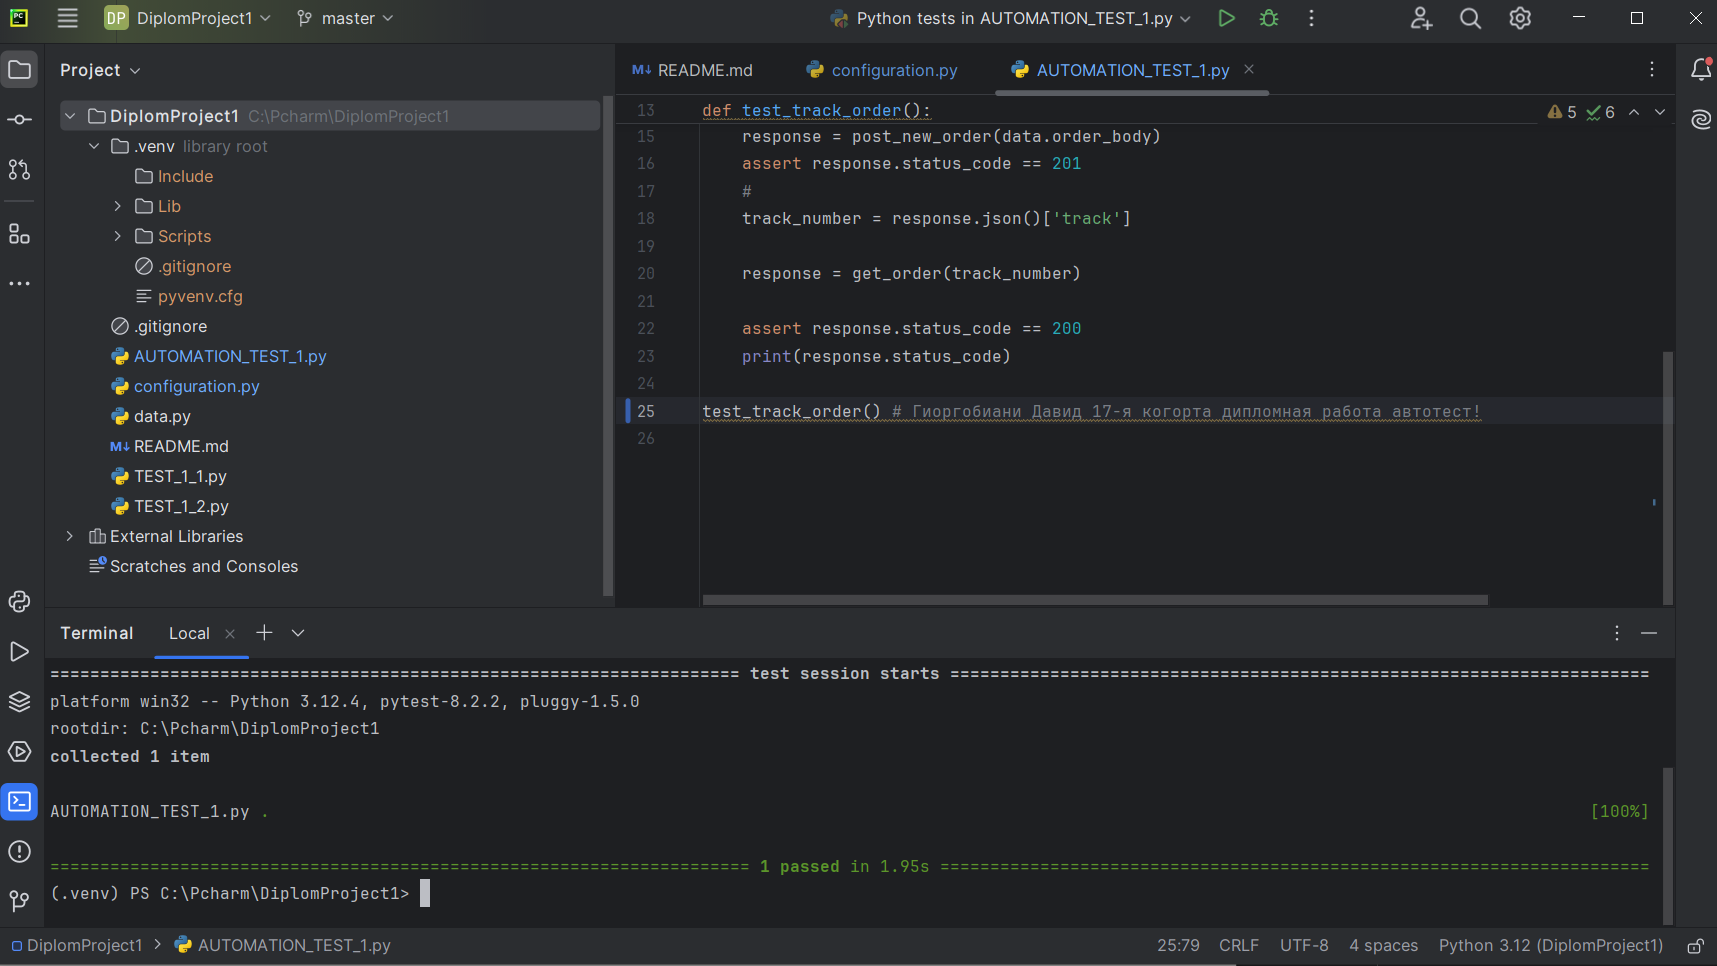 DP DiplomProject1 master Python tests in AUTOMATION_TEST_1.py
Project
DiplomProject1 C:\Pcharm\DiplomProject1
.venv library root
Include
Lib
Scripts
.gitignore
pyvenv.cfg
.gitignore
AUTOMATION_TEST_1.py
configuration.py
data.py
README.md
TEST_1_1.py
TEST_1_2.py
External Libraries
Scratches and Consoles
README.md configuration.py AUTOMATION_TEST_1.py
13 def test_track_order(): 5 6
15 response = post_new_order(data.order_body)
16 assert response.status_code == 201
17 #
18 track_number = response.json()['track']
19
20 response = get_order(track_number)
21
22 assert response.status_code == 200
23 print(response.status_code)
24
25 test_track_order() # Гиоргобиани Давид 17-я когорта дипломная работа автотест!
26
Terminal Local
===================================================================== test session starts ======================================================================
platform win32 -- Python 3.12.4, pytest-8.2.2, pluggy-1.5.0
rootdir: C:\Pcharm\DiplomProject1
collected 1 item
AUTOMATION_TEST_1.py . [100%]
====================================================================== 1 passed in 1.95s =======================================================================
(.venv) PS C:\Pcharm\DiplomProject1>
DiplomProject1 > AUTOMATION_TEST_1.py 25:79 CRLF UTF-8 4 spaces Python 3.12 (DiplomProject1)